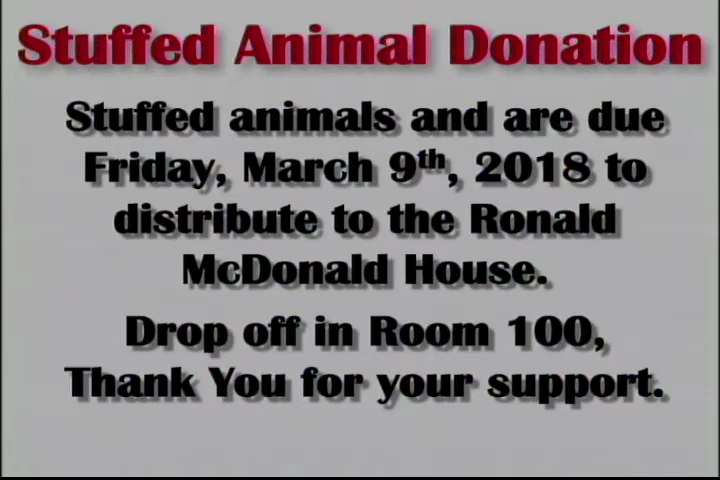 Stuffed Animal Donation
Stuffed animals and are due
Friday, March 9th, 2018 to
distribute to the Ronald
McDonald House.
Drop off in Room 100,
Thank You for your support.